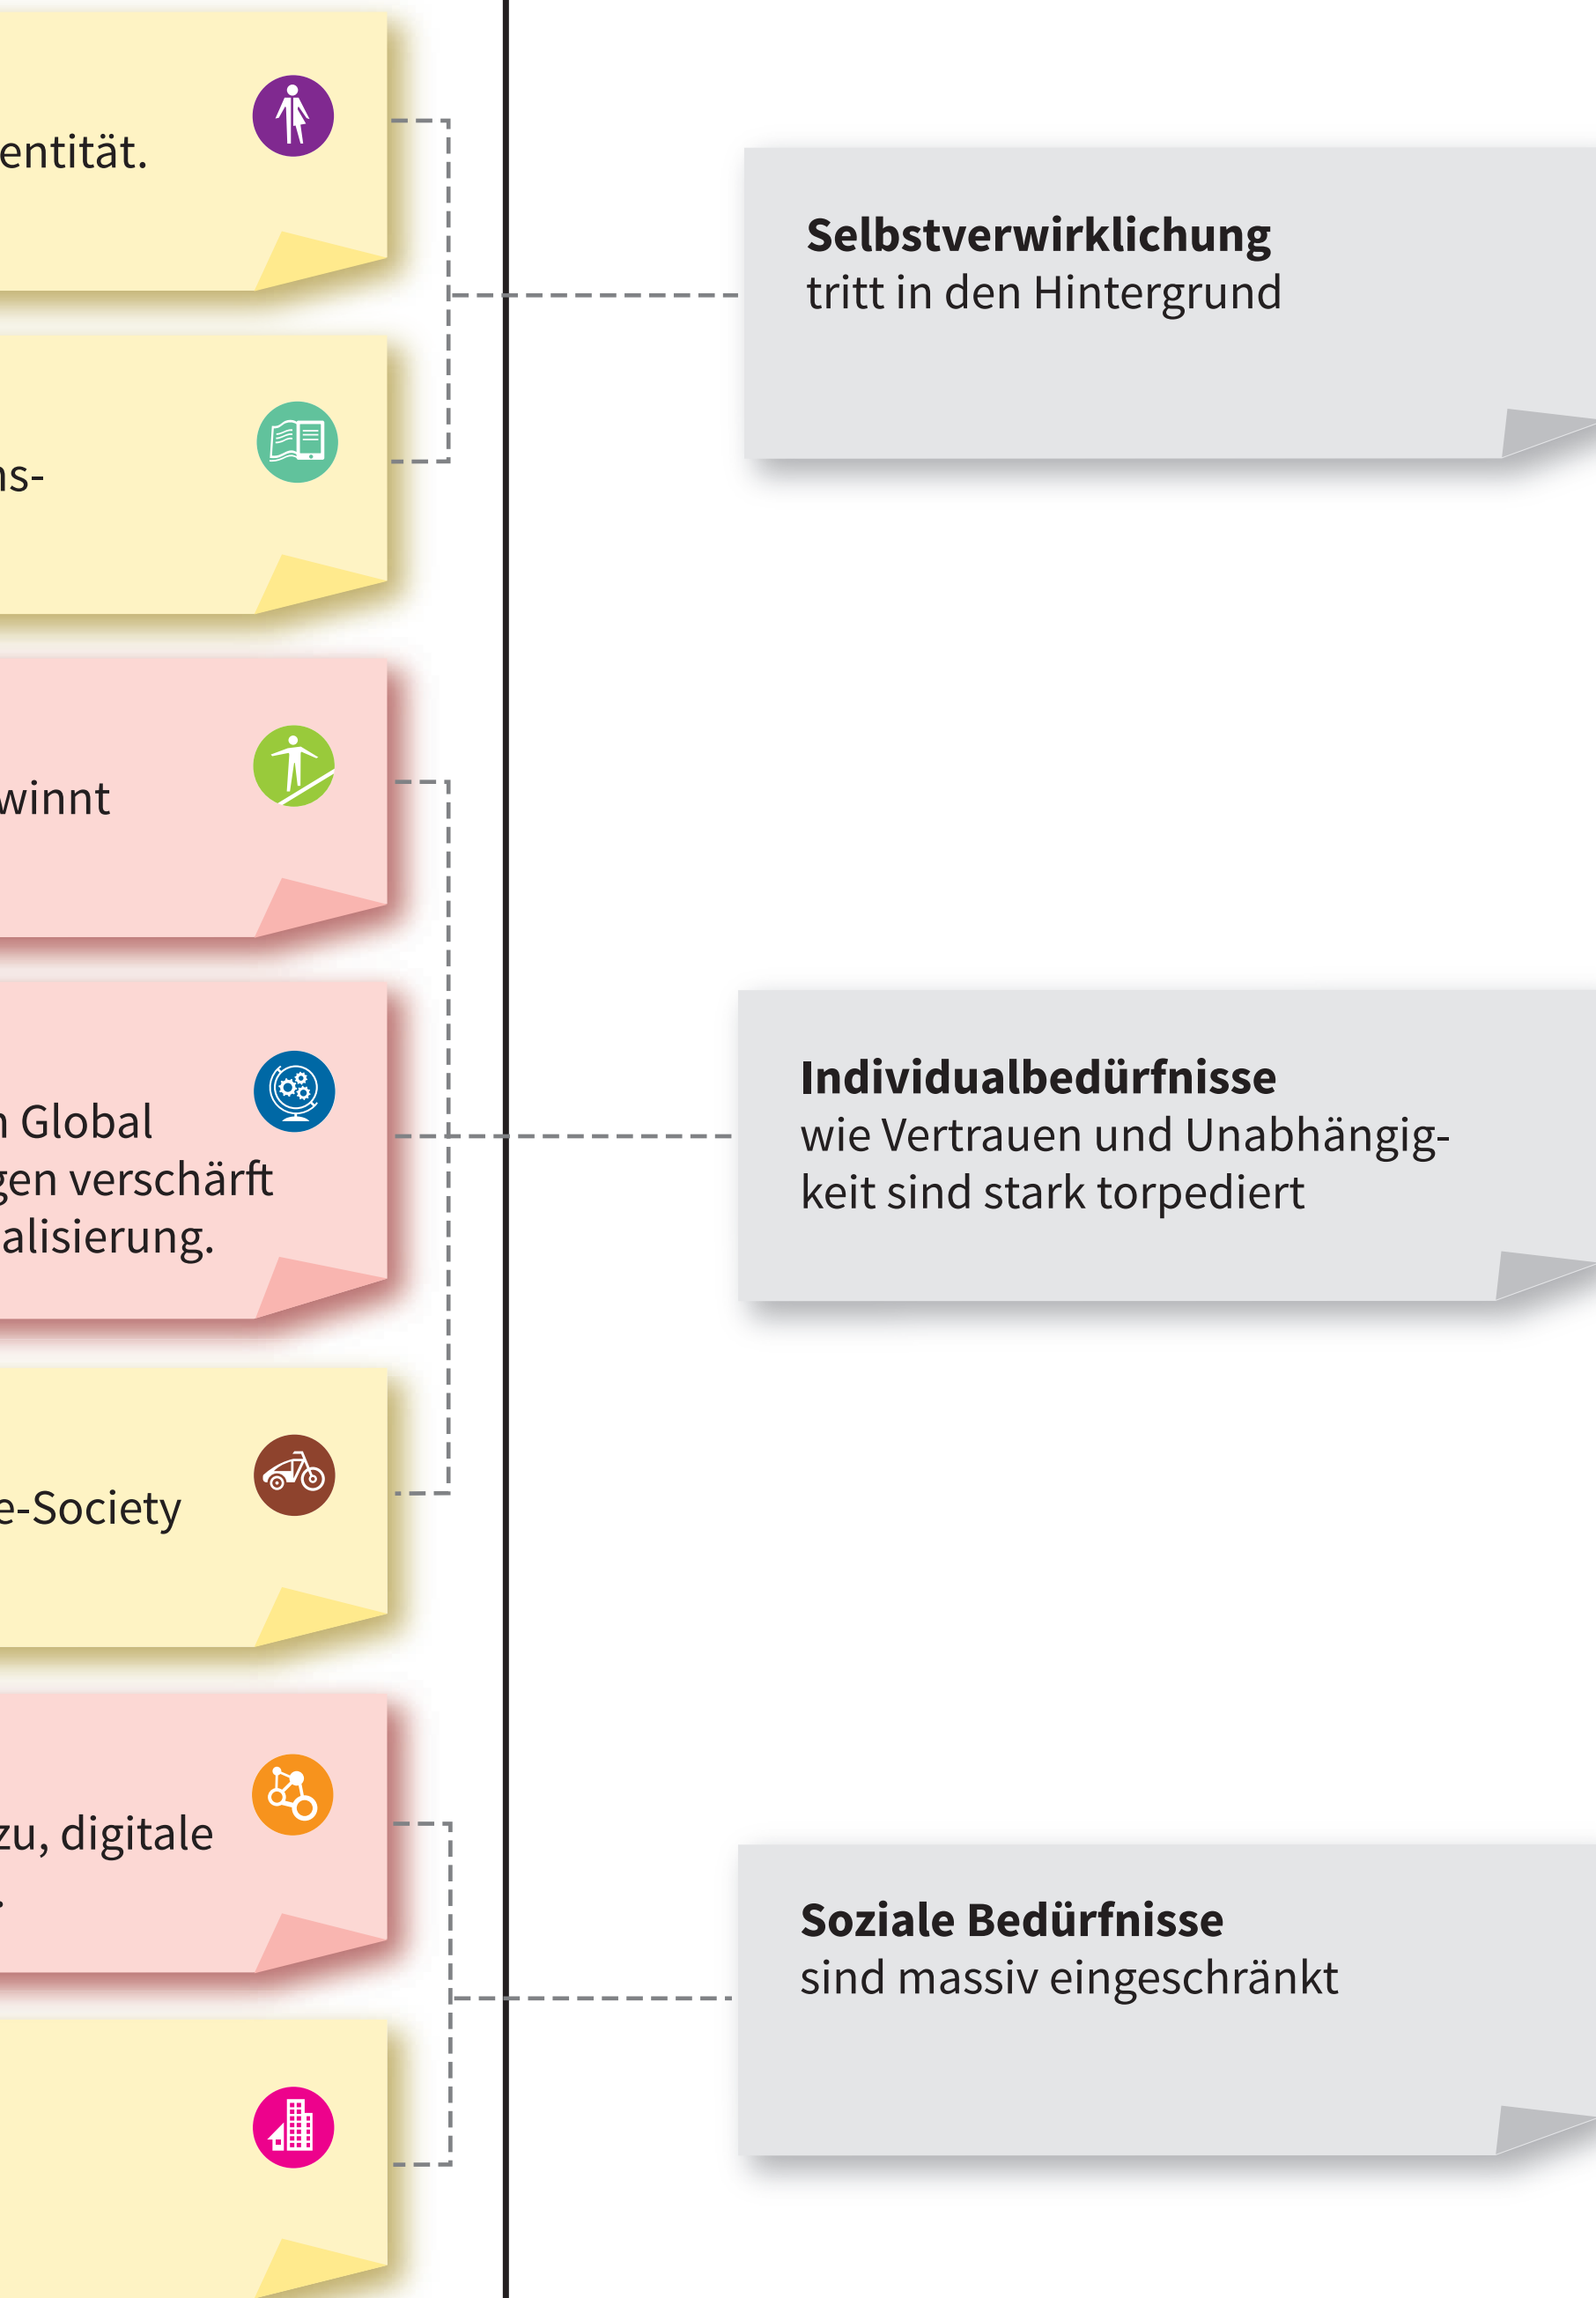 entität.
ns-
winnt
n Global
gen verschärft
alisierung.
e-Society
zu, digitale
.
Selbstverwirklichung
tritt in den Hintergrund
Individualbedürfnisse
wie Vertrauen und Unabhängig-
keit sind stark torpediert
Soziale Bedürfnisse
sind massiv eingeschränkt